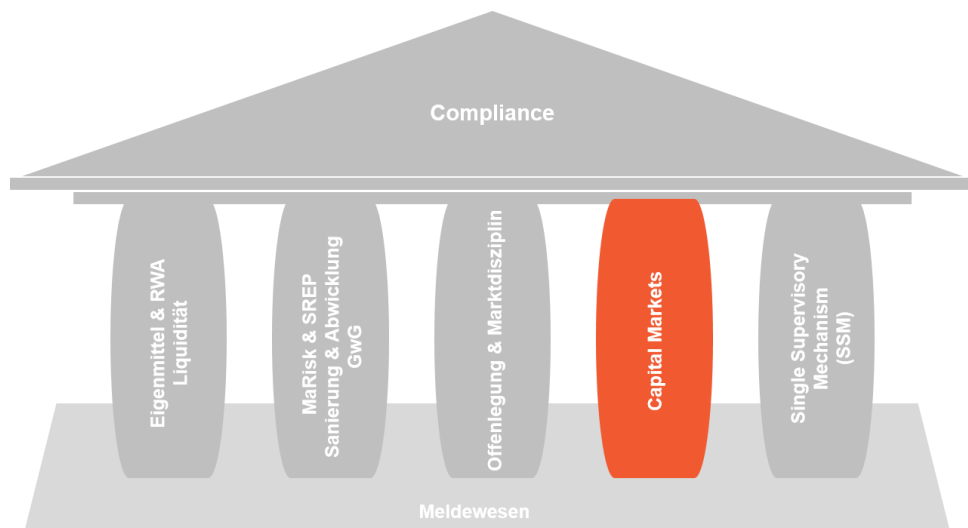 Compliance
Eigenmittel & RWA
Liquidität
MaRisk & SREP
Sanierung & Abwicklung
GwG
Offenlegung & Marktdisziplin
Capital Markets
Single Supervisory
Mechanism
(SSM)
Meldewesen